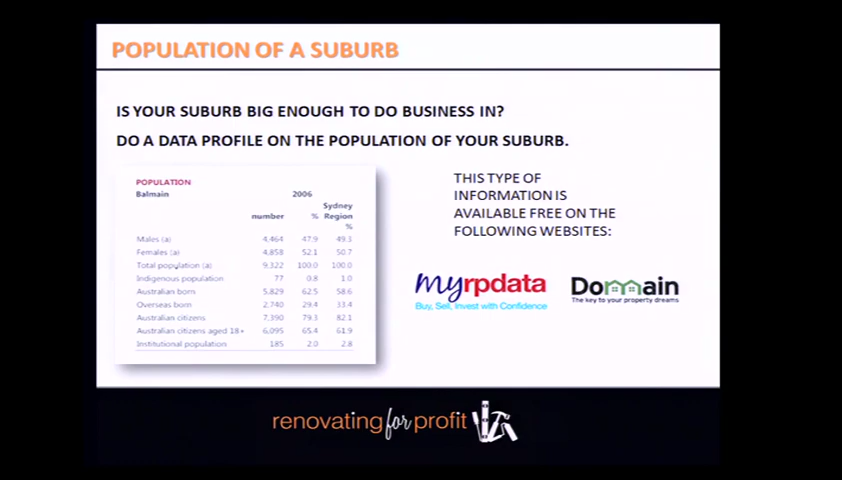 POPULATION OF A SUBURB
IS YOUR SUBURB BIG ENOUGH TO DO BUSINESS IN?
DO A DATA PROFILE ON THE POPULATION OF YOUR SUBURB.
POPULATION
Balmain 2006
Sydney
number % Region
%
Males (a) 4,464 47.9 49.3
Females (a) 4,858 52.1 50.7
Total population (a) 9,322 100.0 100.0
Indigenous population 77 0.8 1.0
Australian born 5,829 62.5 58.6
Overseas born 2,740 29.4 33.4
Australian citizens 7,390 79.3 82.1
Australian citizens aged 18+ 6,095 65.4 61.9
Institutional population 185 2.0 2.8
THIS TYPE OF
INFORMATION IS
AVAILABLE FREE ON THE
FOLLOWING WEBSITES:
myrpdata
Buy, Sell, Invest with Confidence
Domain
The key to your property dreams
renovating for profit